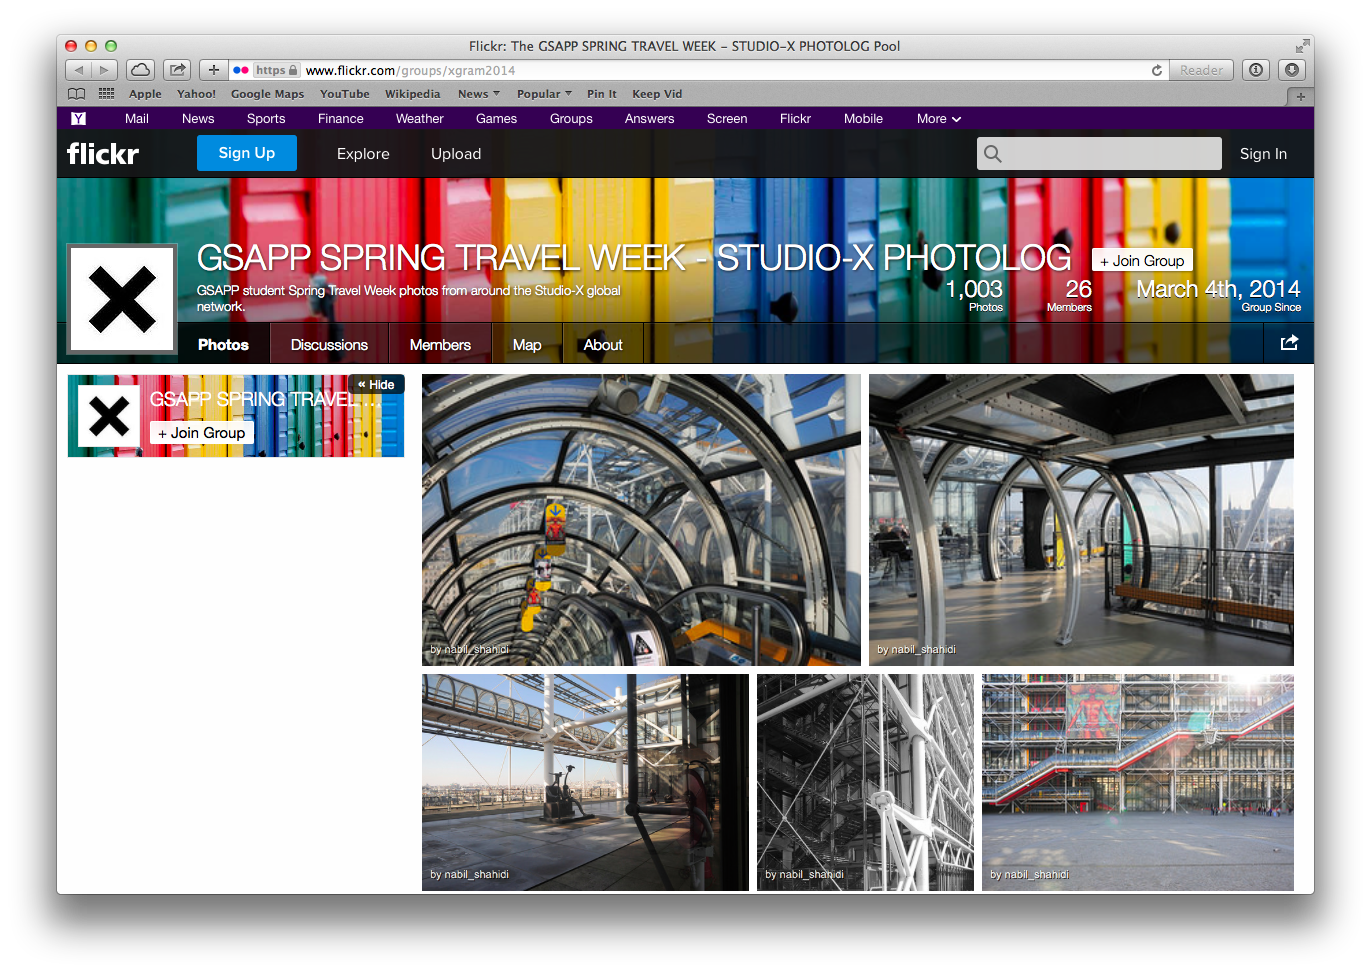 Flickr: The GSAPP SPRING TRAVEL WEEK – STUDIO-X PHOTOLOG Pool
https www.flickr.com/groups/xgram2014 Reader
Apple Yahoo! Google Maps YouTube Wikipedia News Popular Pin It Keep Vid
Y Mail News Sports Finance Weather Games Groups Answers Screen Flickr Mobile More
flickr Sign Up Explore Upload Sign In
GSAPP SPRING TRAVEL WEEK - STUDIO-X PHOTOLOG + Join Group
GSAPP student Spring Travel Week photos from around the Studio-X global
network.
1,003 26 March 4th, 2014
Photos Members Group Since
Photos Discussions Members Map About
« Hide
GSAPP SPRING TRAVEL ...
+ Join Group
by nabil_shahidi
by nabil_shahidi
by nabil_shahidi
by nabil_shahidi
by nabil_shahidi